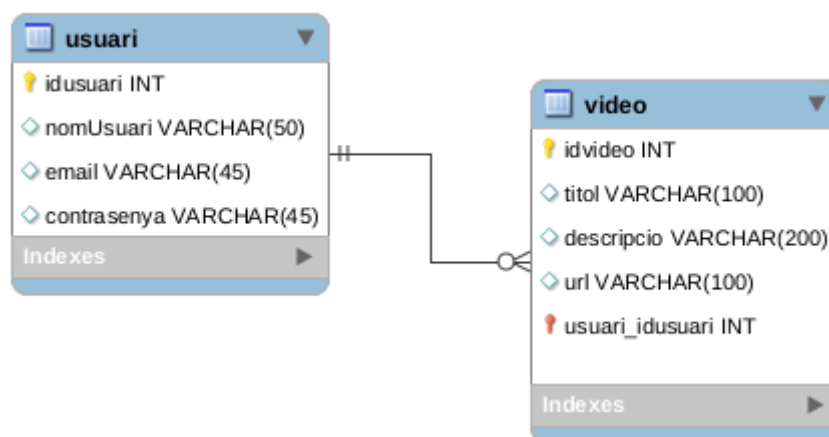 usuari
idusuari INT
nomUsuari VARCHAR(50)
email VARCHAR(45)
contrasenya VARCHAR(45)
Indexes
video
idvideo INT
titol VARCHAR(100)
descripcio VARCHAR(200)
url VARCHAR(100)
usuari_idusuari INT
Indexes